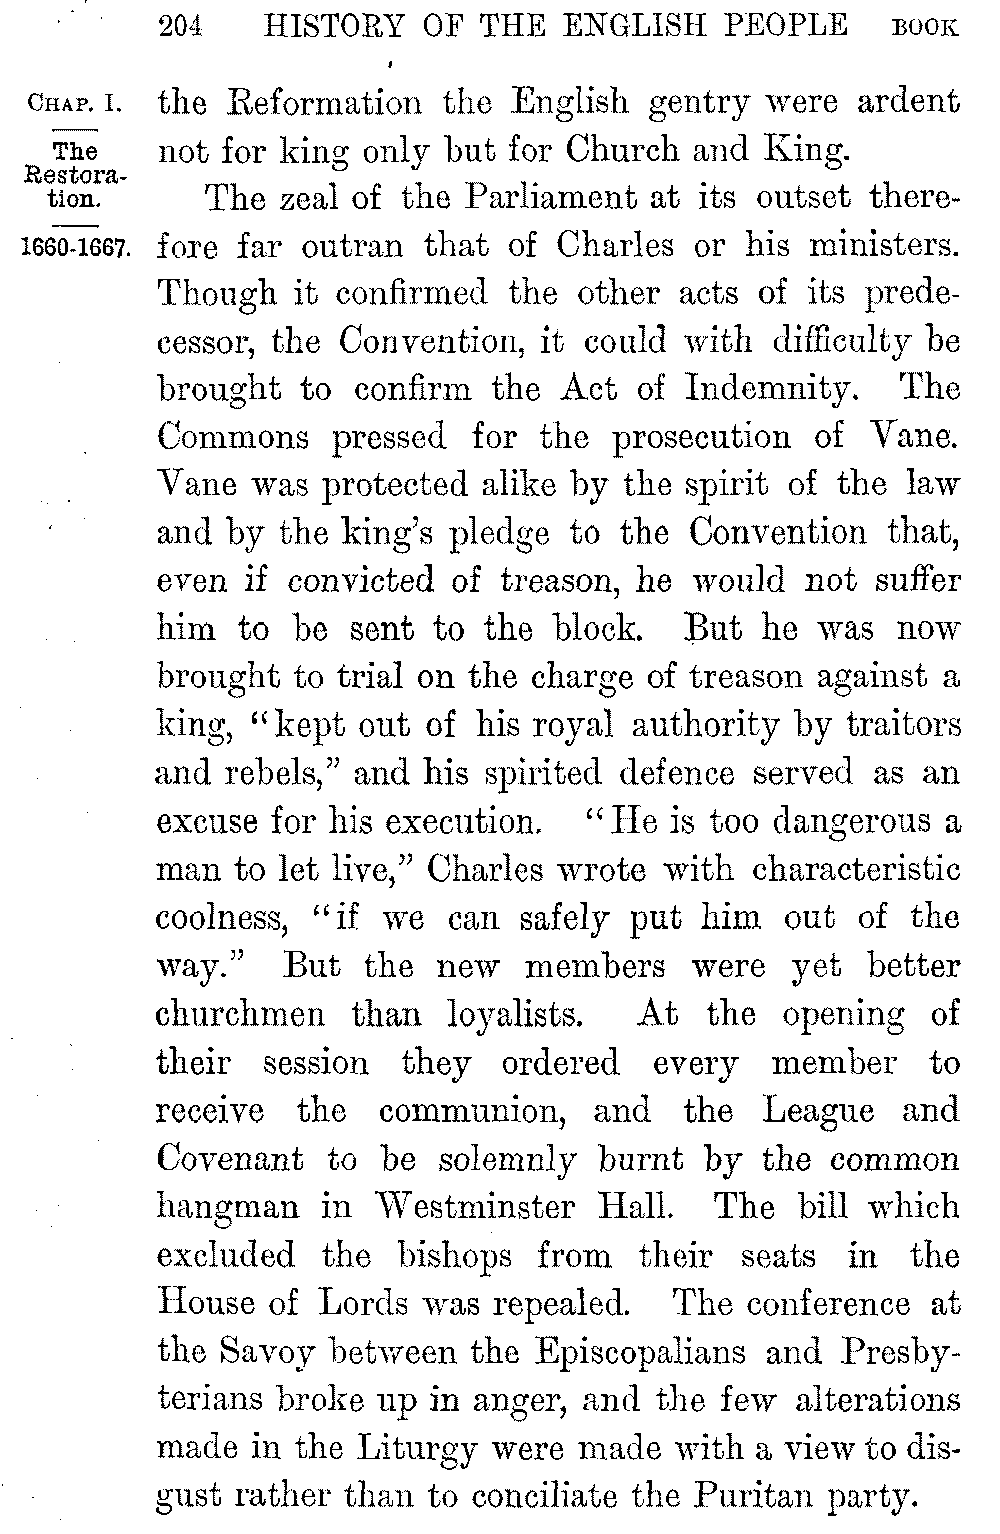 204 HISTORY OF THE ENGLISH PEOPLE BOOK
CHAP. I.
The
Restora-
tion.
1660-1667.
the Reformation the English gentry were ardent
not for king only but for Church and King.
The zeal of the Parliament at its outset there-
fore far outran that of Charles or his ministers.
Though it confirmed the other acts of its prede-
cessor, the Convention, it could with difficulty be
brought to confirm the Act of Indemnity. The
Commons pressed for the prosecution of Vane.
Vane was protected alike by the spirit of the law
and by the king's pledge to the Convention that,
even if convicted of treason, he would not suffer
him to be sent to the block. But he was now
brought to trial on the charge of treason against a
king, "kept out of his royal authority by traitors
and rebels," and his spirited defence served as an
excuse for his execution. "He is too dangerous a
man to let live," Charles wrote with characteristic
coolness, "if we can safely put him out of the
way." But the new members were yet better
churchmen than loyalists. At the opening of
their session they ordered every member to
receive the communion, and the League and
Covenant to be solemnly burnt by the common
hangman in Westminster Hall. The bill which
excluded the bishops from their seats in the
House of Lords was repealed. The conference at
the Savoy between the Episcopalians and Presby-
terians broke up in anger, and the few alterations
made in the Liturgy were made with a view to dis-
gust rather than to conciliate the Puritan party.